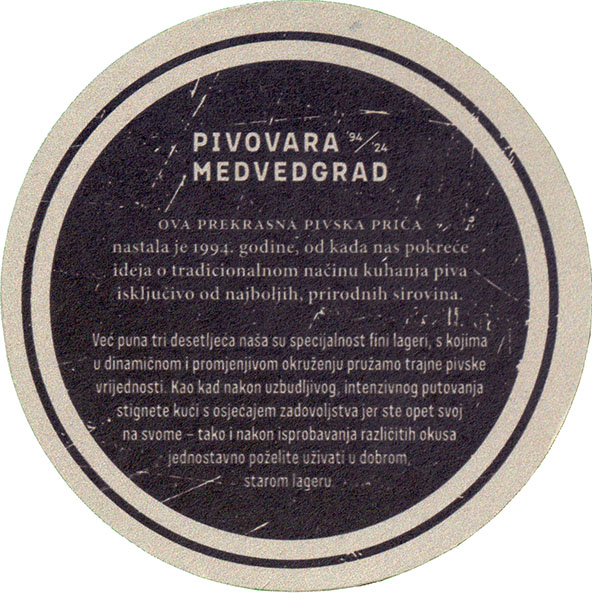 PIVOVARA '94/24
MEDVEDGRAD
OVA PREKRASNA PIVSKA PRIČA
nastala je 1994. godine, od kada nas pokreće
ideja o tradicionalnom načinu kuhanja piva
isključivo od najboljih, prirodnih sirovina.
Već puna tri desetljeća naša su specijalnost fini lageri, s kojima
u dinamičnom i promjenjivom okruženju pružamo trajne pivske
vrijednosti. Kao kad nakon uzbudljivog, intenzivnog putovanja
stignete kući s osjećajem zadovoljstva jer ste opet svoj
na svome – tako i nakon isprobavanja različitih okusa
jednostavno poželite uživati u dobrom,
starom lageru.